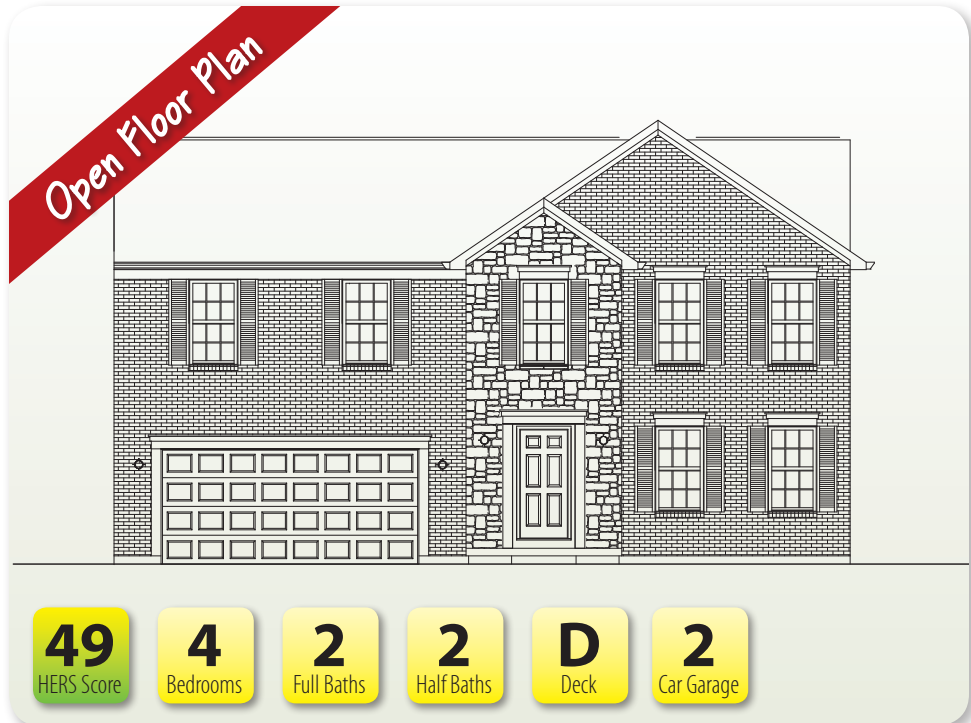 Open Floor Plan
49
HERS Score
4
Bedrooms
2
Full Baths
2
Half Baths
D
Deck
2
Car Garage